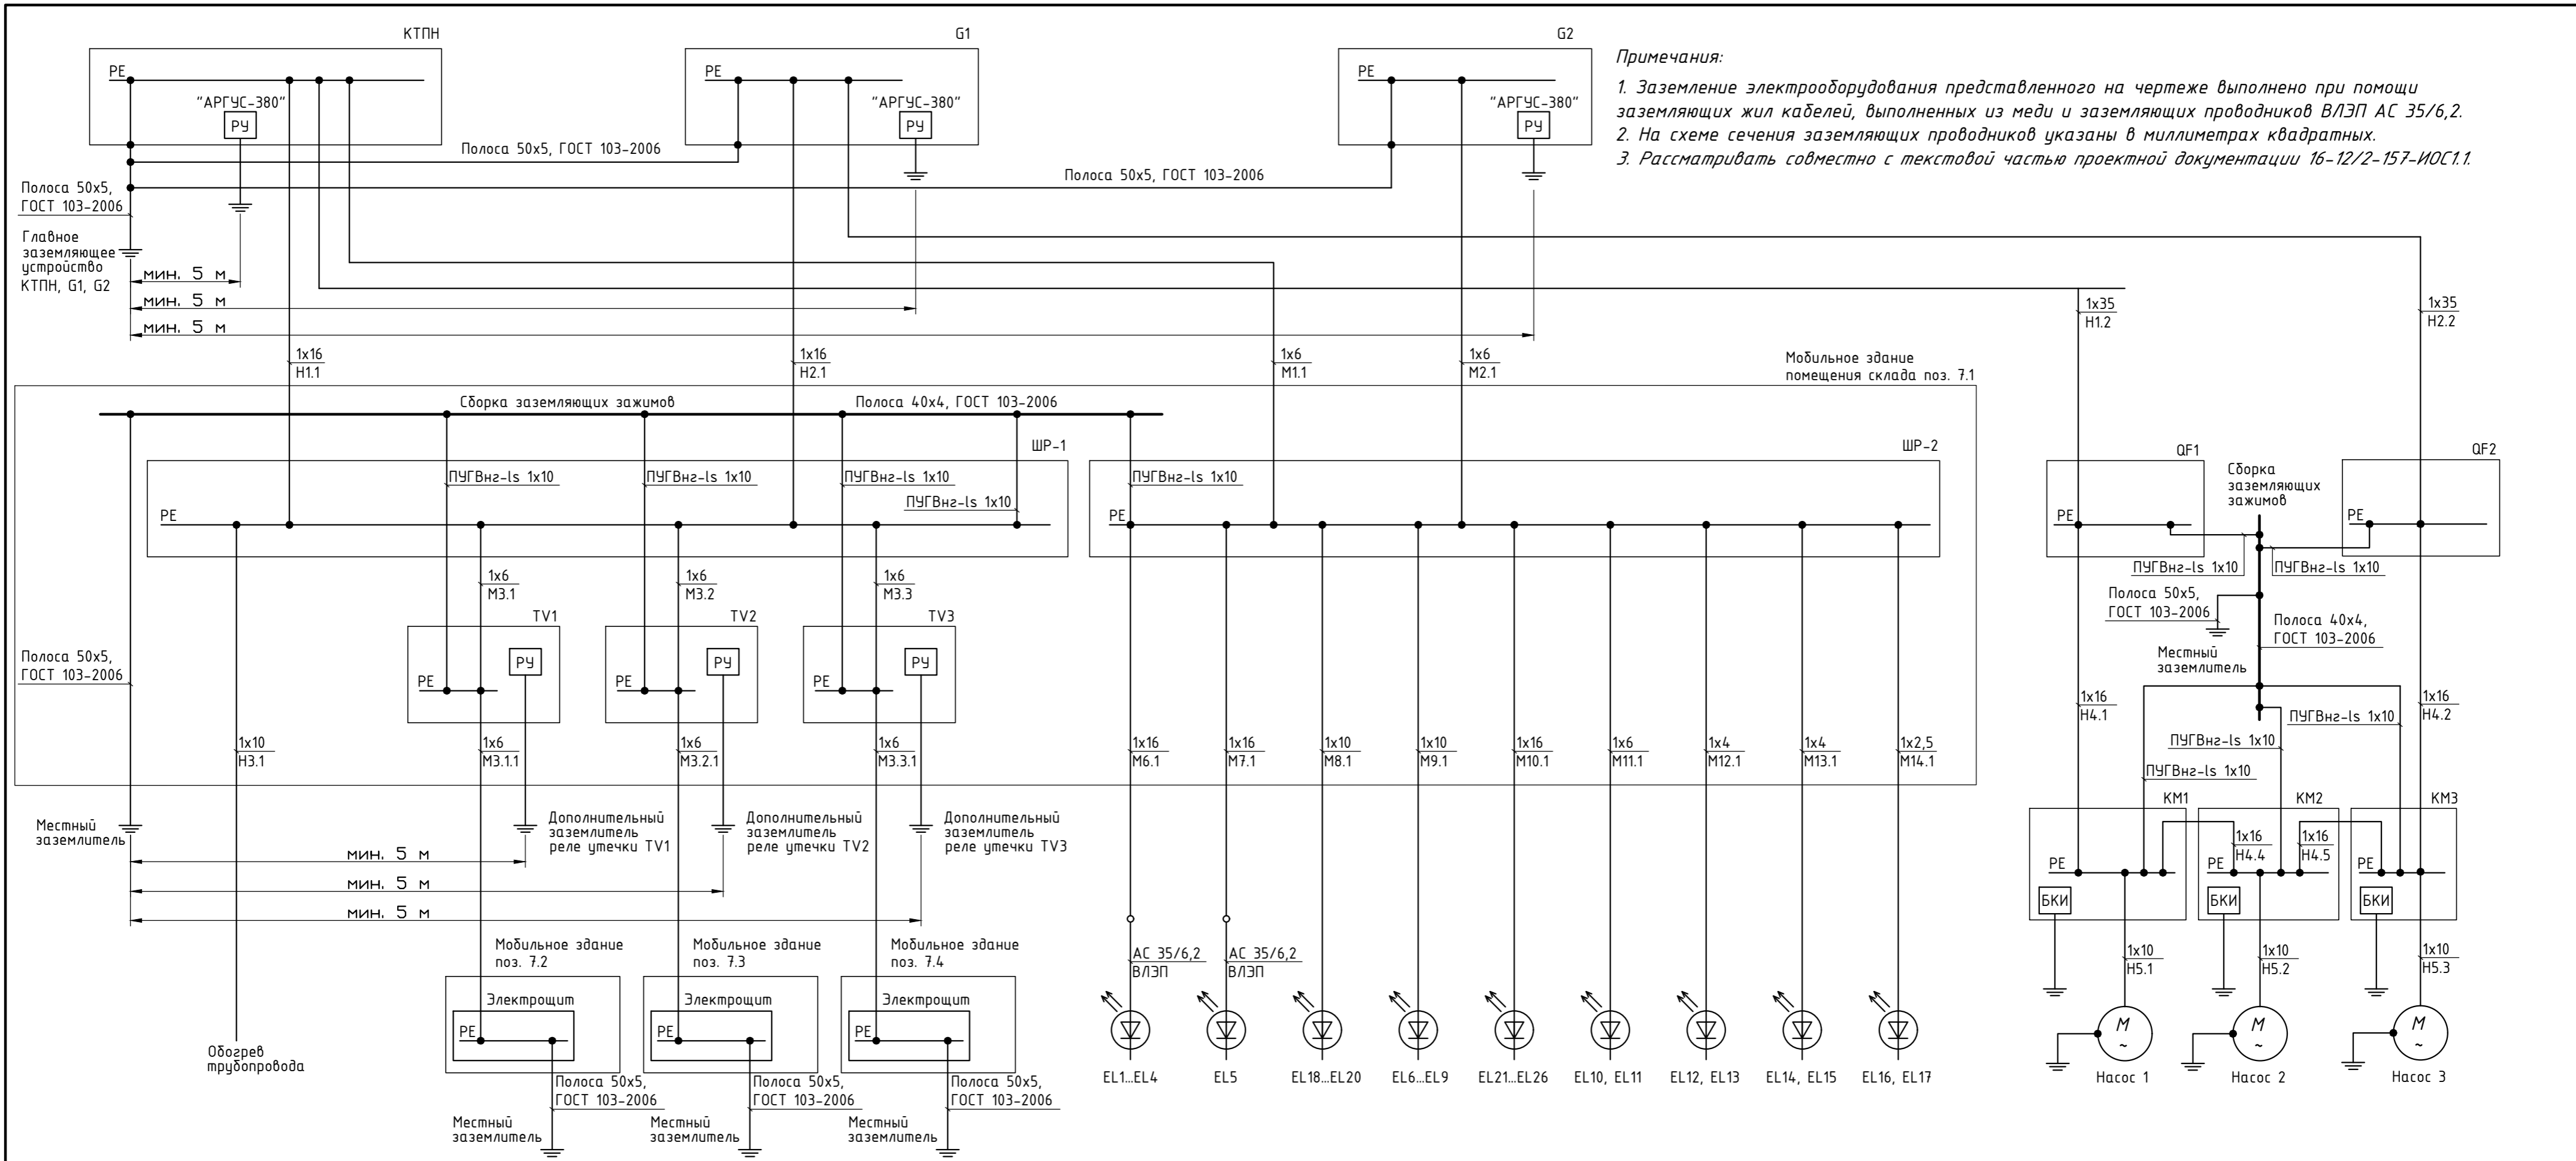 КТПН
G1
G2
PE
"АРГУС-380"
РУ
PE
"АРГУС-380"
РУ
PE
"АРГУС-380"
РУ
Примечания:
1. Заземление электрооборудования представленного на чертеже выполнено при помощи
заземляющих жил кабелей, выполненных из меди и заземляющих проводников ВЛЭП АС 35/6,2.
2. На схеме сечения заземляющих проводников указаны в миллиметрах квадратных.
3. Рассматривать совместно с текстовой частью проектной документации 16-12/2-157-ИОС1.1.
Полоса 50х5, ГОСТ 103-2006
Полоса 50х5, ГОСТ 103-2006
Полоса 50х5,
ГОСТ 103-2006
Главное
заземляющее
устройство
КТПН, G1, G2
мин. 5 м
мин. 5 м
мин. 5 м
1х16
Н1.1
1х16
Н2.1
1х6
М1.1
1х6
М2.1
1х35
Н1.2
1х35
Н2.2
Мобильное здание
помещения склада поз. 7.1
Сборка заземляющих зажимов
Полоса 40х4, ГОСТ 103-2006
ШР-1
ШР-2
QF1
QF2
ПУГВнг-ls 1х10
ПУГВнг-ls 1х10
ПУГВнг-ls 1х10
ПУГВнг-ls 1х10
ПУГВнг-ls 1х10
PE
PE
PE
PE
Сборка
заземляющих
зажимов
ПУГВнг-ls 1х10
ПУГВнг-ls 1х10
Полоса 50х5,
ГОСТ 103-2006
Полоса 40х4,
ГОСТ 103-2006
Местный
заземлитель
1х6
М3.1
1х6
М3.2
1х6
М3.3
TV1
TV2
TV3
РУ
РУ
РУ
PE
PE
PE
Полоса 50х5,
ГОСТ 103-2006
1х16
Н4.1
1х16
Н4.2
ПУГВнг-ls 1х10
ПУГВнг-ls 1х10
ПУГВнг-ls 1х10
1х10
Н3.1
1х6
М3.1.1
1х6
М3.2.1
1х6
М3.3.1
1х16
М6.1
1х16
М7.1
1х10
М8.1
1х10
М9.1
1х16
М10.1
1х6
М11.1
1х4
М12.1
1х4
М13.1
1х2,5
М14.1
Местный
заземлитель
Дополнительный
заземлитель
реле утечки TV1
Дополнительный
заземлитель
реле утечки TV2
Дополнительный
заземлитель
реле утечки TV3
мин. 5 м
мин. 5 м
мин. 5 м
КМ1
КМ2
КМ3
1х16
Н4.4
1х16
Н4.5
PE
PE
PE
БКИ
БКИ
БКИ
1х10
Н5.1
1х10
Н5.2
1х10
Н5.3
Мобильное здание
поз. 7.2
Мобильное здание
поз. 7.3
Мобильное здание
поз. 7.4
Электрощит
Электрощит
Электрощит
PE
PE
PE
АС 35/6,2
ВЛЭП
АС 35/6,2
ВЛЭП
М
~
М
~
М
~
Обогрев
трубопровода
Полоса 50х5,
ГОСТ 103-2006
Полоса 50х5,
ГОСТ 103-2006
Полоса 50х5,
ГОСТ 103-2006
Местный
заземлитель
Местный
заземлитель
Местный
заземлитель
EL1...EL4
EL5
EL18...EL20
EL6...EL9
EL21...EL26
EL10, EL11
EL12, EL13
EL14, EL15
EL16, EL17
Насос 1
Насос 2
Насос 3